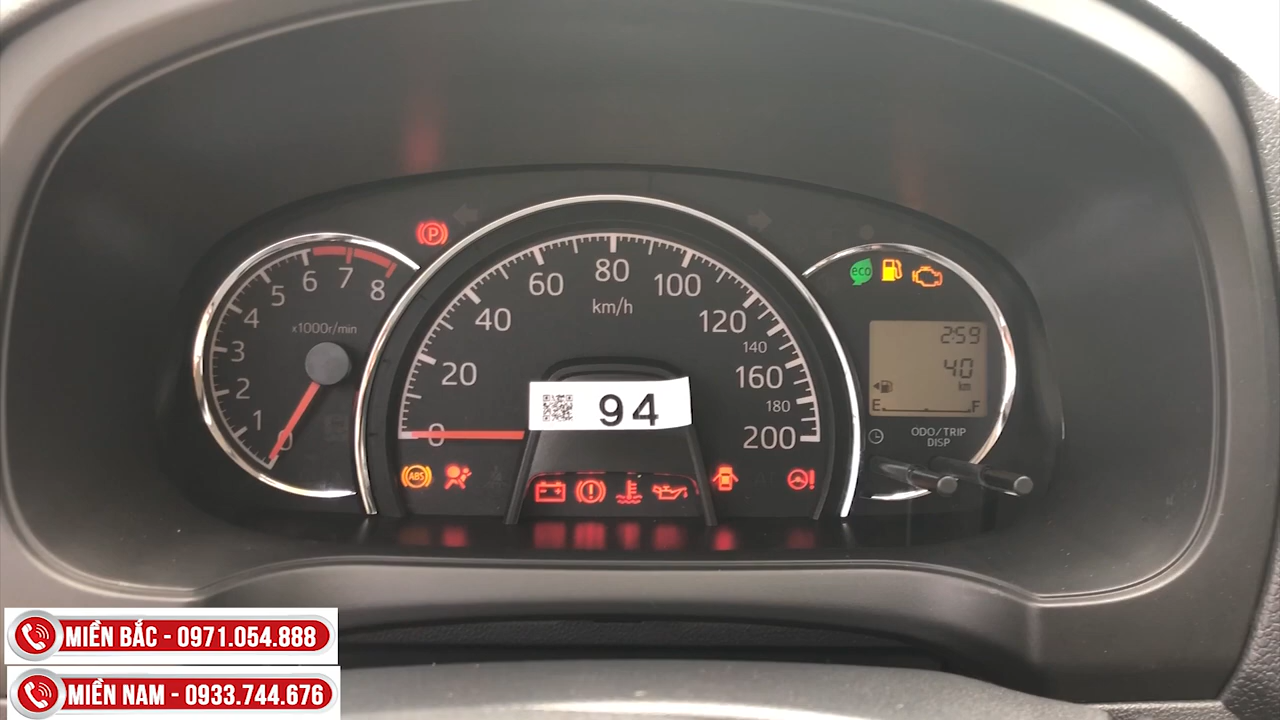 P
6
7
8
5
4
3
2
1
0
x1000r/min
0
20
40
60
80
100
120
140
160
180
200
km/h
94
eco
2:59
40
km
E
F
ODO/TRIP
DISP
ABS
MIỀN BẮC - 0971.054.888
MIỀN NAM - 0933.744.676